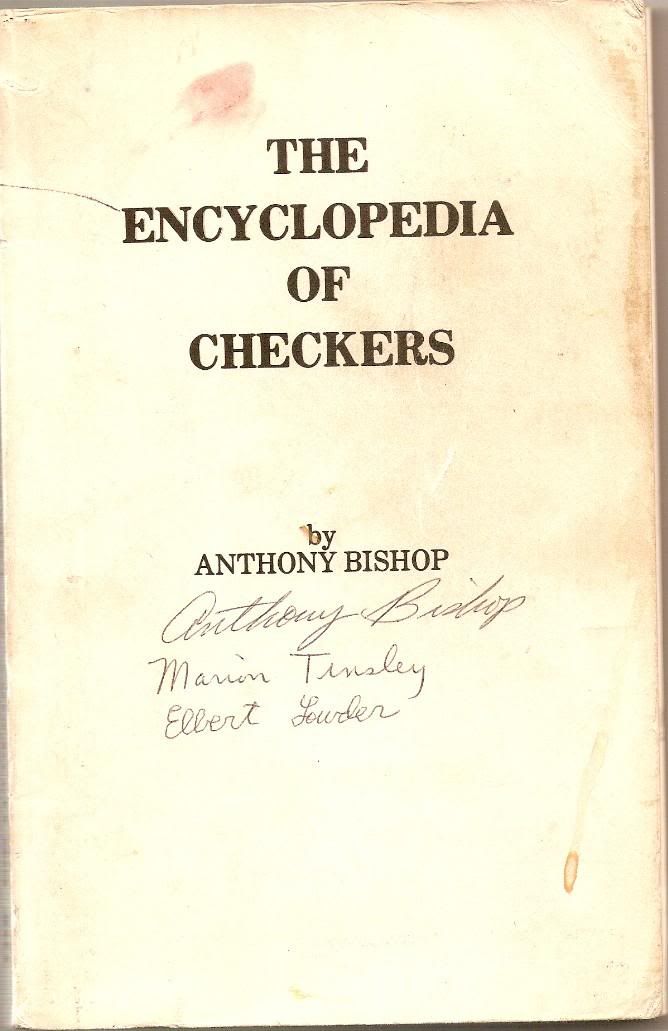 THE
ENCYCLOPEDIA
OF
CHECKERS
by
ANTHONY BISHOP
Anthony Bishop
Marion Tinsley
Elbert Lowder